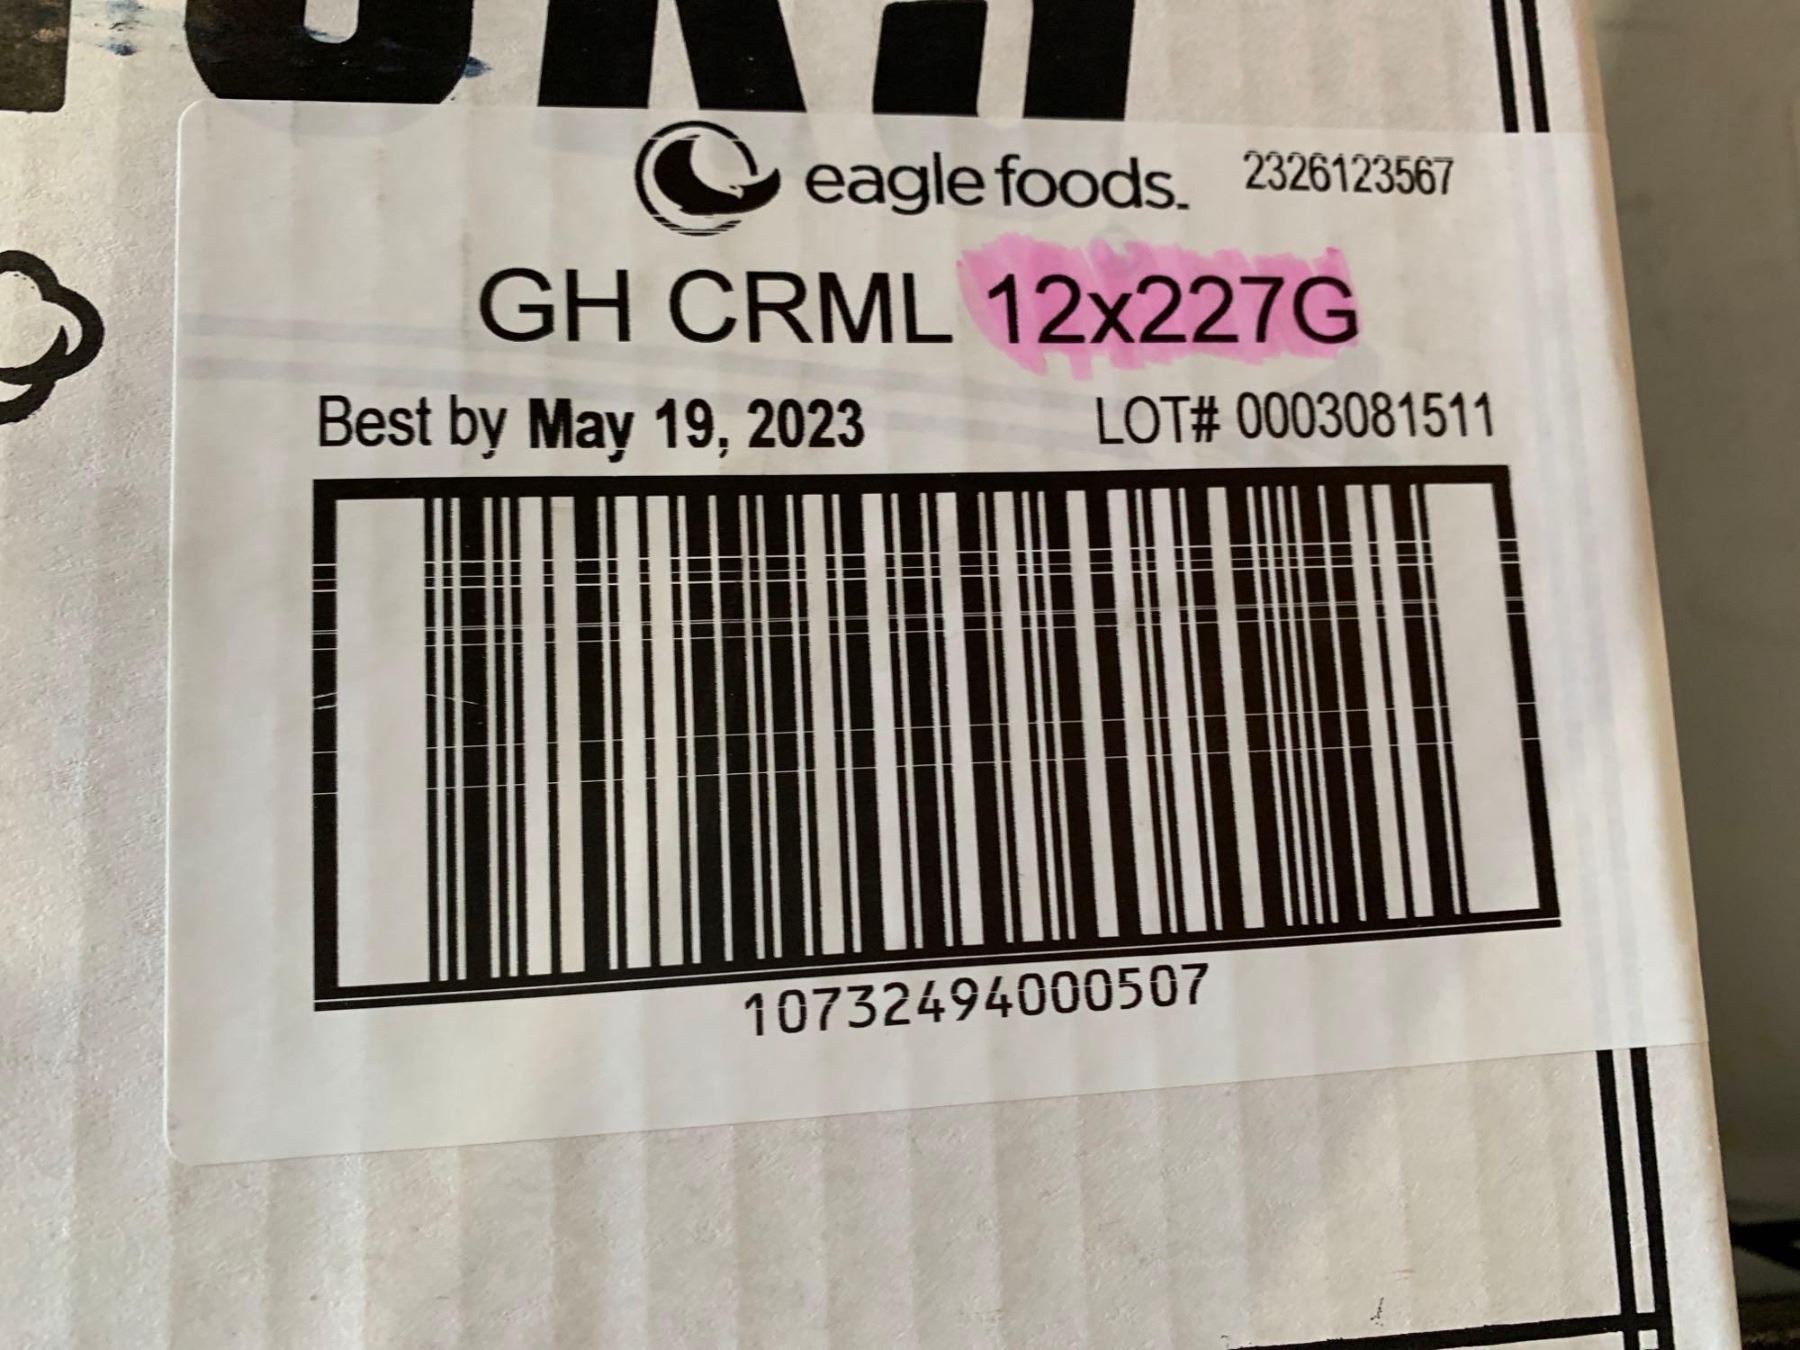 eagle foods. 2326123567
GH CRML 12x227G
Best by May 19, 2023 LOT# 0003081511
10732494000507